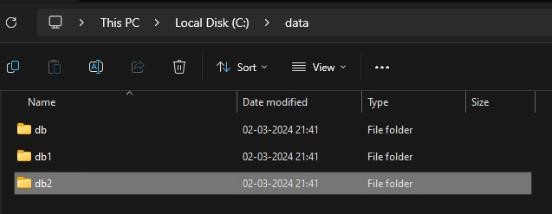 This PC > Local Disk (C:) > data
Sort View ...
Name Date modified Type Size
db 02-03-2024 21:41 File folder
db1 02-03-2024 21:41 File folder
db2 02-03-2024 21:41 File folder